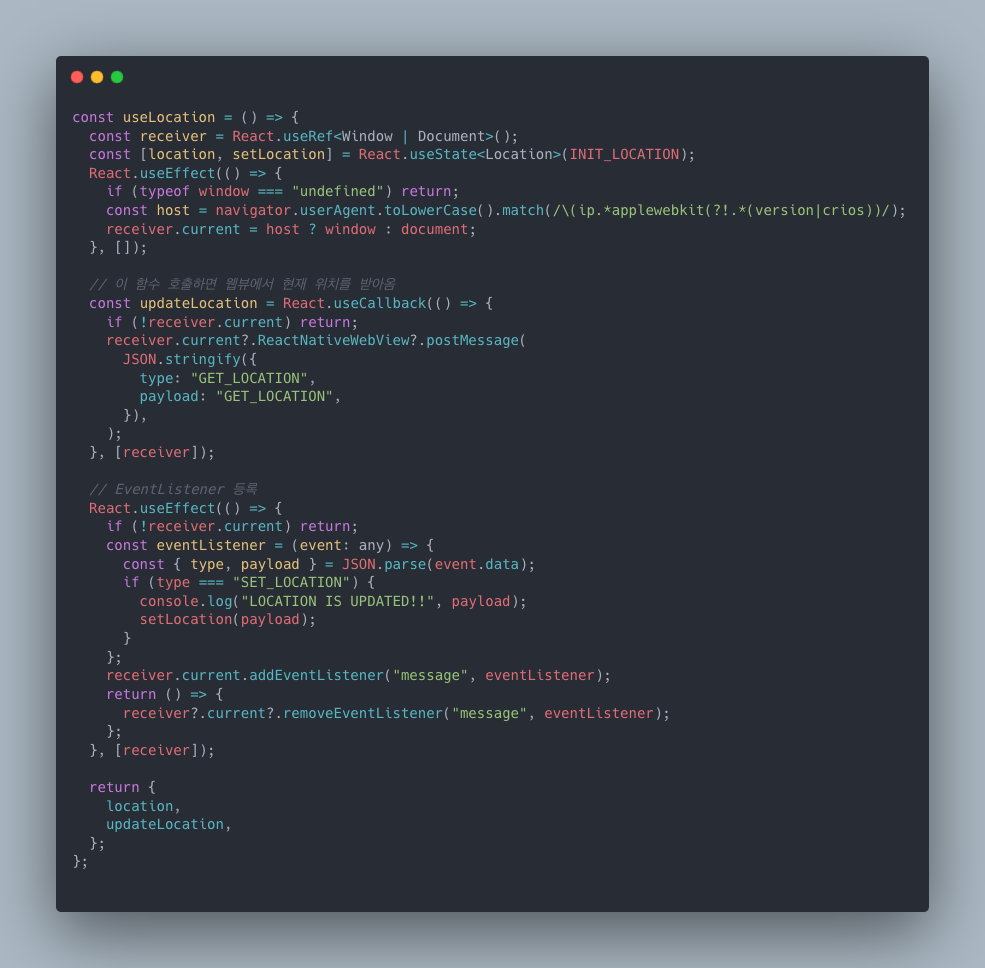 const useLocation = () => {
  const receiver = React.useRef<Window | Document>();
  const [location, setLocation] = React.useState<Location>(INIT_LOCATION);
  React.useEffect(() => {
    if (typeof window === "undefined") return;
    const host = navigator.userAgent.toLowerCase().match(/\(ip.*applewebkit(?!.*(version|crios))/);
    receiver.current = host ? window : document;
  }, []);

  // 이 함수 호출하면 웹뷰에서 현재 위치를 받아옴
  const updateLocation = React.useCallback(() => {
    if (!receiver.current) return;
    receiver.current?.ReactNativeWebView?.postMessage(
      JSON.stringify({
        type: "GET_LOCATION",
        payload: "GET_LOCATION",
      }),
    );
  }, [receiver]);

  // EventListener 등록
  React.useEffect(() => {
    if (!receiver.current) return;
    const eventListener = (event: any) => {
      const { type, payload } = JSON.parse(event.data);
      if (type === "SET_LOCATION") {
        console.log("LOCATION IS UPDATED!!", payload);
        setLocation(payload);
      }
    };
    receiver.current.addEventListener("message", eventListener);
    return () => {
      receiver?.current?.removeEventListener("message", eventListener);
    };
  }, [receiver]);

  return {
    location,
    updateLocation,
  };
};